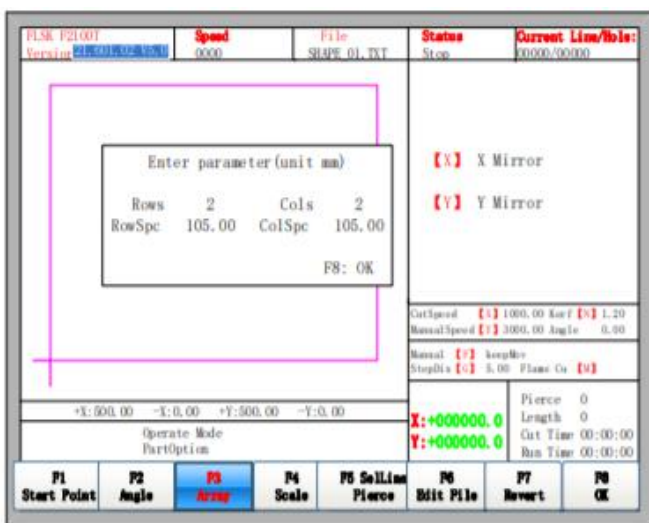 FLSK F2100T Speed File Status Current Line/Hole:
Version 0000 SHAPE_01.TXT Stop 00000/00000
Enter parameter(unit mm)
Rows 2 Cols 2
RowSpc 105.00 ColSpc 105.00
F8: OK
【X】 X Mirror
【Y】 Y Mirror
CutSpeed 1000.00 Kerf【N】1.20
ManualSpeed 3000.00 Angle 0.00
Manual 【F】 keepMov
StepDis【G】 5.00 Flame Cu 【M】
+X:500.00 -X:0.00 +Y:500.00 -Y:0.00
Operate Mode
PartOption
X:+000000.0
Y:+000000.0
Pierce 0
Length 0
Cut Time 00:00:00
Run Time 00:00:00
F1 F2 F3 F4 F5 SelLine F6 F7 F8
Start Point Angle Array Scale Pierce Edit File Revert OK